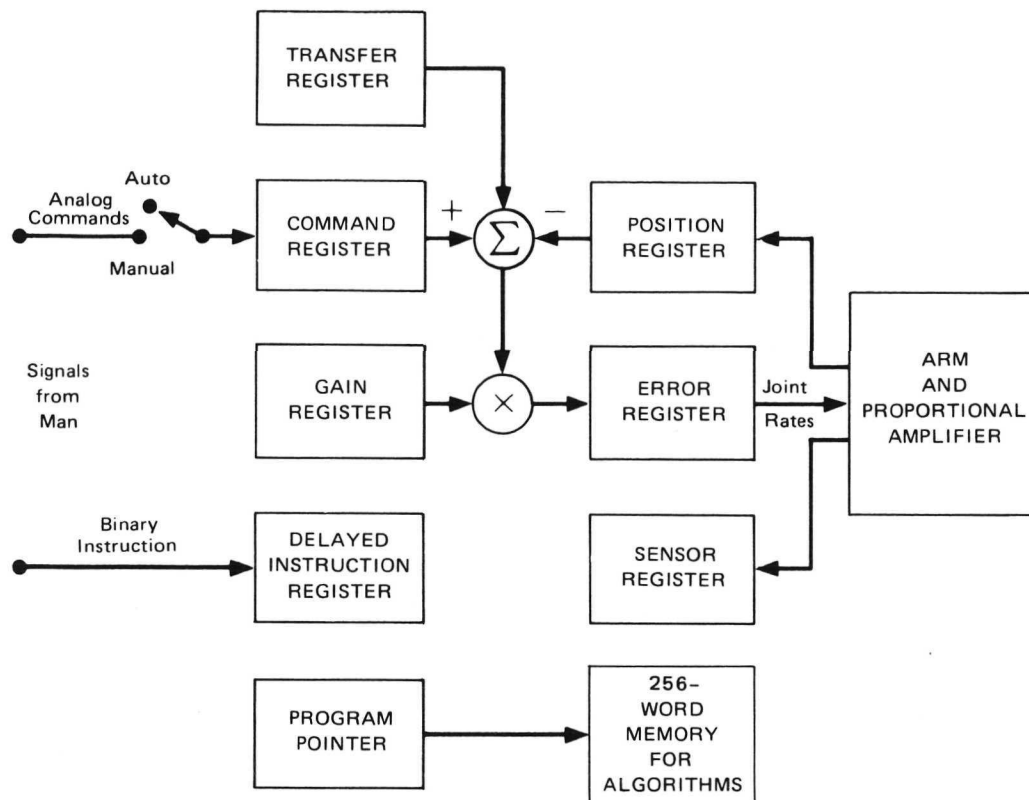 TRANSFER
REGISTER
Auto
Analog
Commands
Manual
COMMAND
REGISTER
+
Σ
−
POSITION
REGISTER
Signals
from
Man
GAIN
REGISTER
×
ERROR
REGISTER
Joint
Rates
ARM
AND
PROPORTIONAL
AMPLIFIER
Binary
Instruction
DELAYED
INSTRUCTION
REGISTER
SENSOR
REGISTER
PROGRAM
POINTER
256-
WORD
MEMORY
FOR
ALGORITHMS